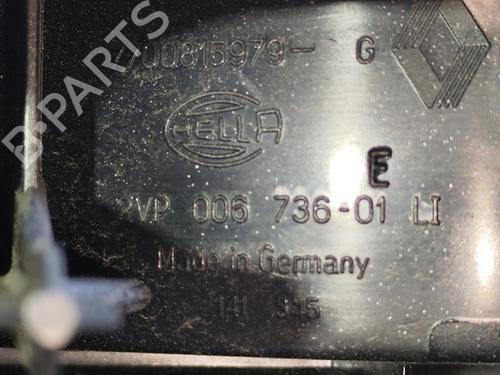 B-PARTS
7700815979- G
HELLA
E
2VP 006 736-01 LI
Made in Germany